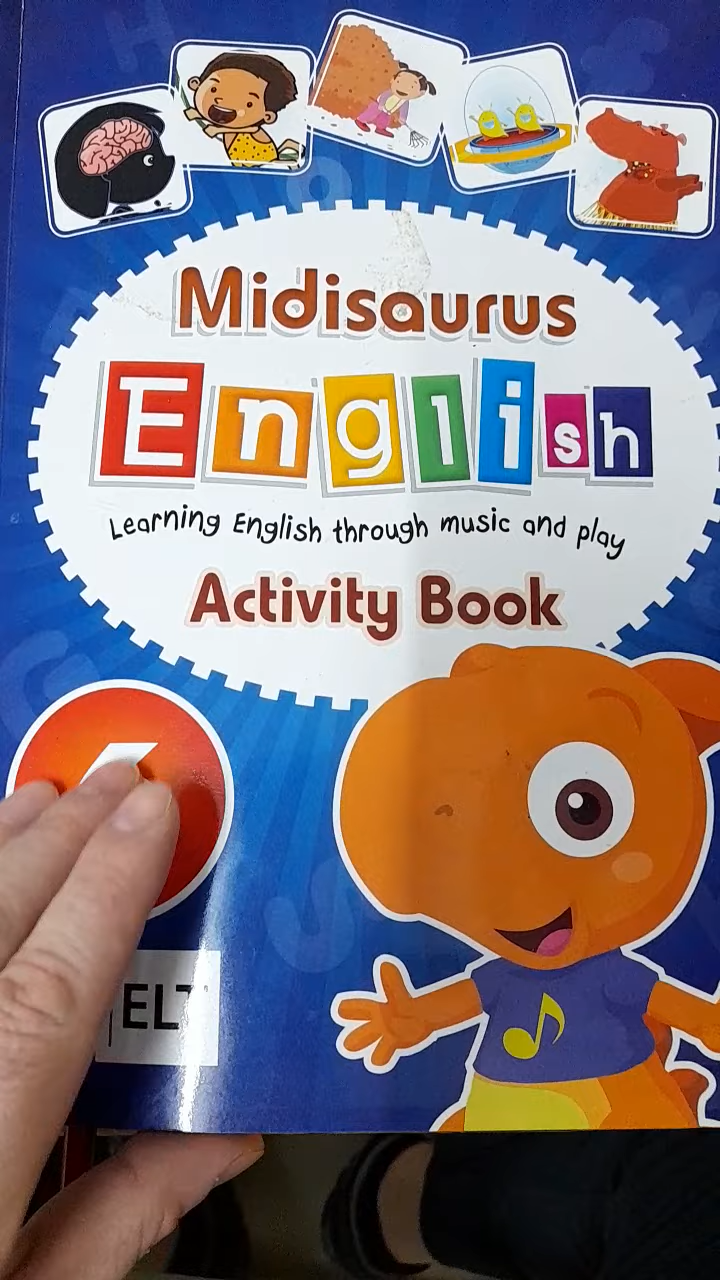 Midisaurus
English
Learning English through music and play
Activity Book
ELT